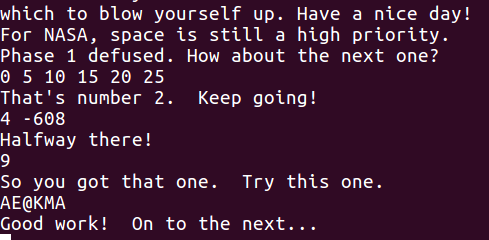 which to blow yourself up. Have a nice day!
For NASA, space is still a high priority.
Phase 1 defused. How about the next one?
0 5 10 15 20 25
That's number 2.  Keep going!
4 -608
Halfway there!
9
So you got that one.  Try this one.
AE@KMA
Good work!  On to the next...